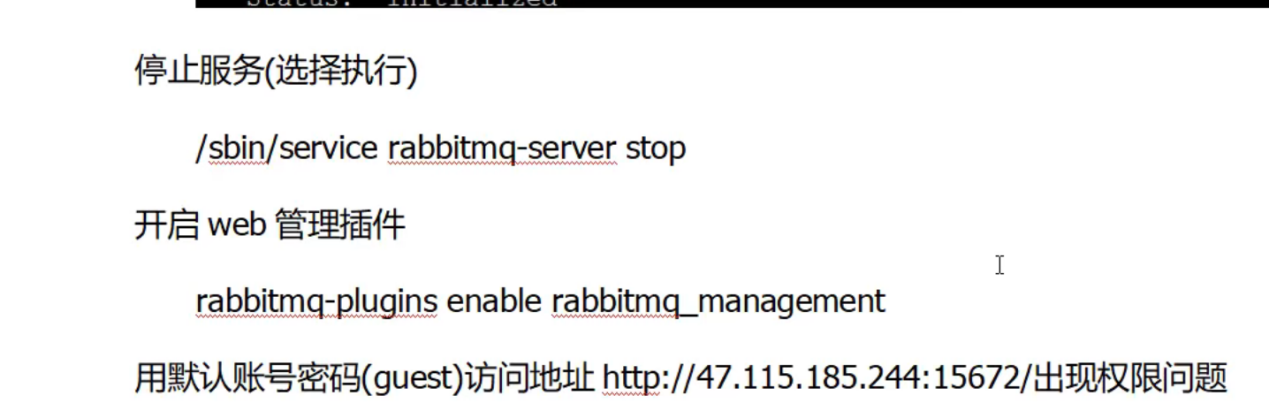 Status: "Initialized"
停止服务(选择执行)
/sbin/service rabbitmq-server stop
开启 web 管理插件
rabbitmq-plugins enable rabbitmq_management
用默认账号密码(guest)访问地址 http://47.115.185.244:15672/出现权限问题